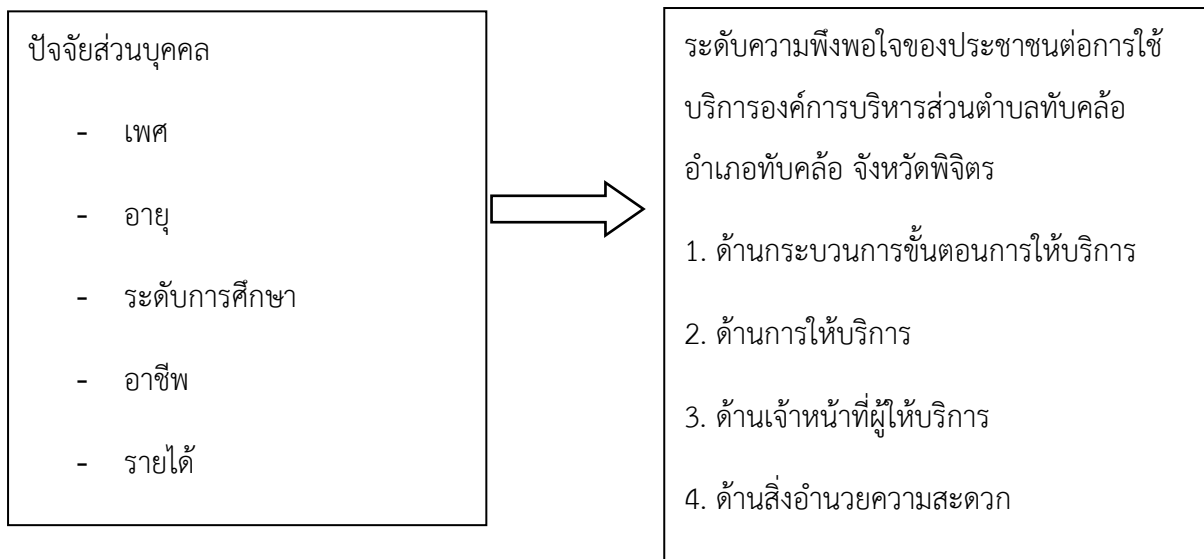 ปัจจัยส่วนบุคคล
- เพศ
- อายุ
- ระดับการศึกษา
- อาชีพ
- รายได้
ระดับความพึงพอใจของประชาชนต่อการใช้
บริการองค์การบริหารส่วนตำบลทับคล้อ
อำเภอทับคล้อ จังหวัดพิจิตร
1. ด้านกระบวนการขั้นตอนการให้บริการ
2. ด้านการให้บริการ
3. ด้านเจ้าหน้าที่ผู้ให้บริการ
4. ด้านสิ่งอำนวยความสะดวก